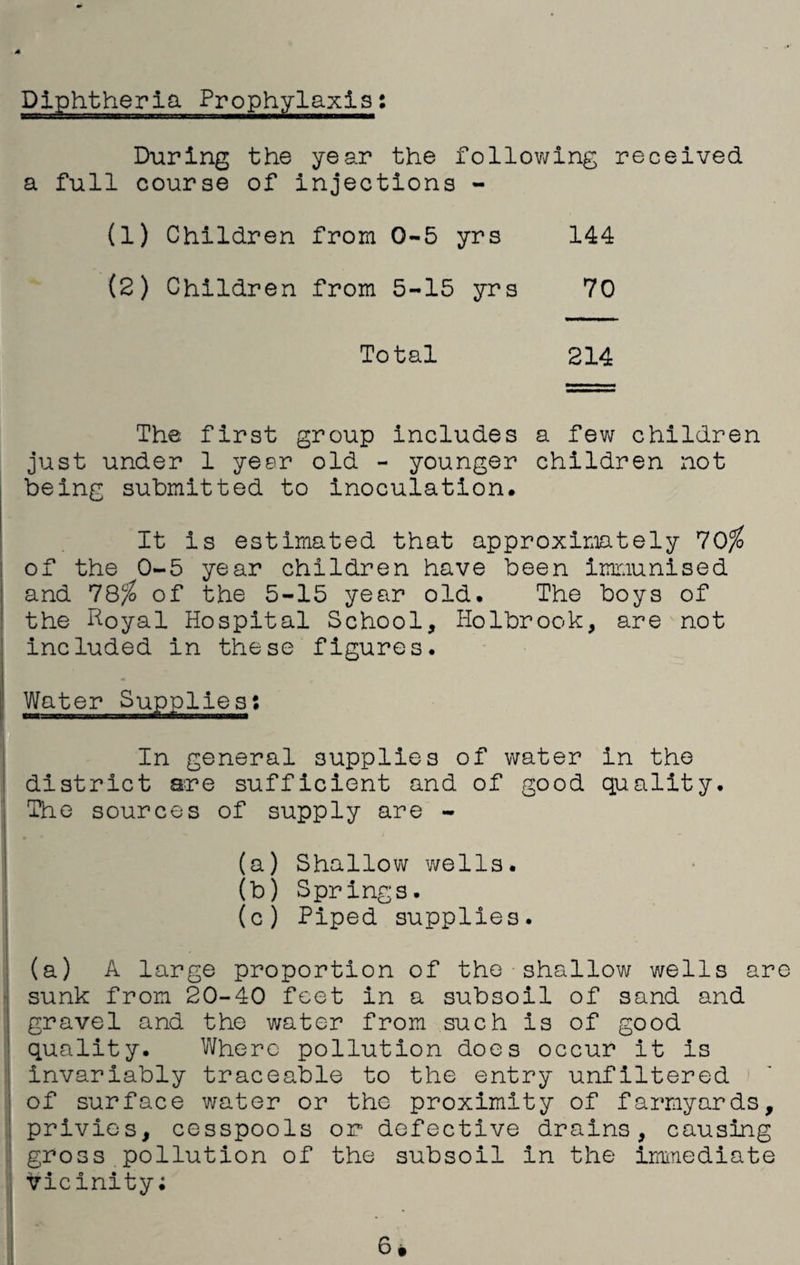 Diphtheria Prophylaxis:
During the year the following received
a full course of injections -
(1) Children from 0-5 yrs 144
(2) Children from 5-15 yrs 70
Total 214
The first group includes a few children
just under 1 year old - younger children not
being submitted to inoculation.
It is estimated that approximately 70%
of the 0-5 year children have been immunised
and 78% of the 5-15 year old. The boys of
the Royal Hospital School, Holbrook, are not
included in these figures.
Water Supplies:
In general supplies of water in the
district are sufficient and of good quality.
The sources of supply are -
(a) Shallow wells.
(b) Springs.
(c) Piped supplies.
(a) A large proportion of the shallow wells are
sunk from 20-40 feet in a subsoil of sand and
gravel and the water from such is of good
quality. Where pollution does occur it is
invariably traceable to the entry unfiltered
of surface water or the proximity of farmyards,
privies, cesspools or defective drains, causing
gross pollution of the subsoil in the immediate
vicinity;
6.